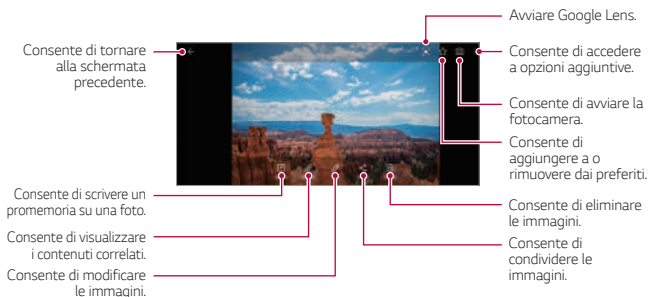 Avviare Google Lens.
Consente di tornare
alla schermata
precedente.
Consente di accedere
a opzioni aggiuntive.
Consente di avviare la
fotocamera.
Consente di
aggiungere a o
rimuovere dai preferiti.
Consente di scrivere un
promemoria su una foto.
Consente di eliminare
le immagini.
Consente di visualizzare
i contenuti correlati.
Consente di
condividere le
immagini.
Consente di modificare
le immagini.